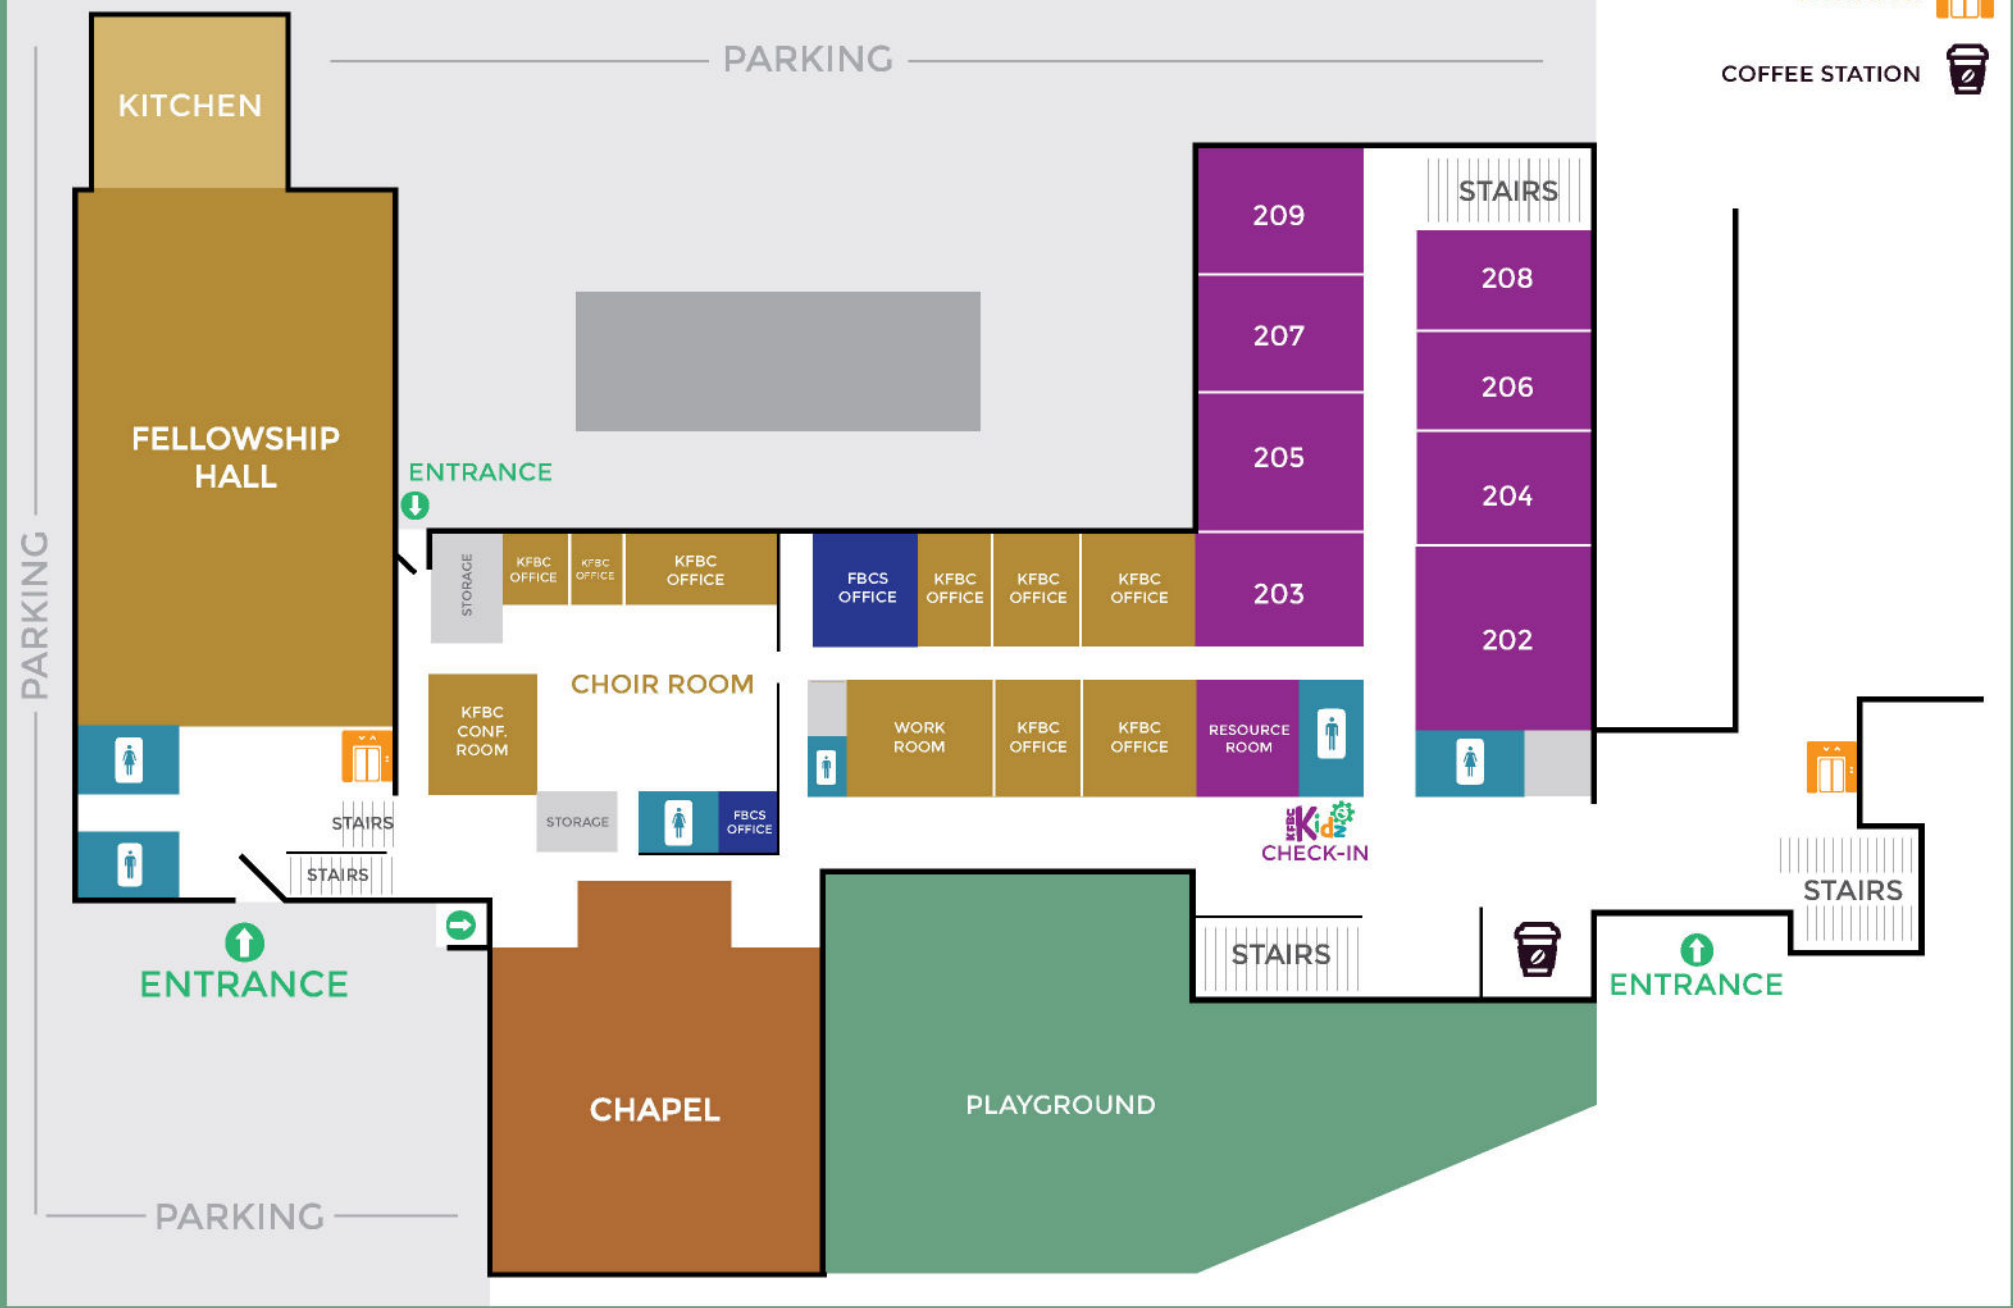 PARKING
COFFEE STATION
KITCHEN
209
STAIRS
208
207
206
FELLOWSHIP
HALL
ENTRANCE
205
204
PARKING
STORAGE
KFBC
OFFICE
KFBC
OFFICE
KFBC
OFFICE
FBCS
OFFICE
KFBC
OFFICE
KFBC
OFFICE
KFBC
OFFICE
203
202
CHOIR ROOM
KFBC
CONF.
ROOM
WORK
ROOM
KFBC
OFFICE
KFBC
OFFICE
RESOURCE
ROOM
STAIRS
STORAGE
FBCS
OFFICE
KFBC Kidz
CHECK-IN
STAIRS
STAIRS
STAIRS
ENTRANCE
ENTRANCE
CHAPEL
PLAYGROUND
PARKING